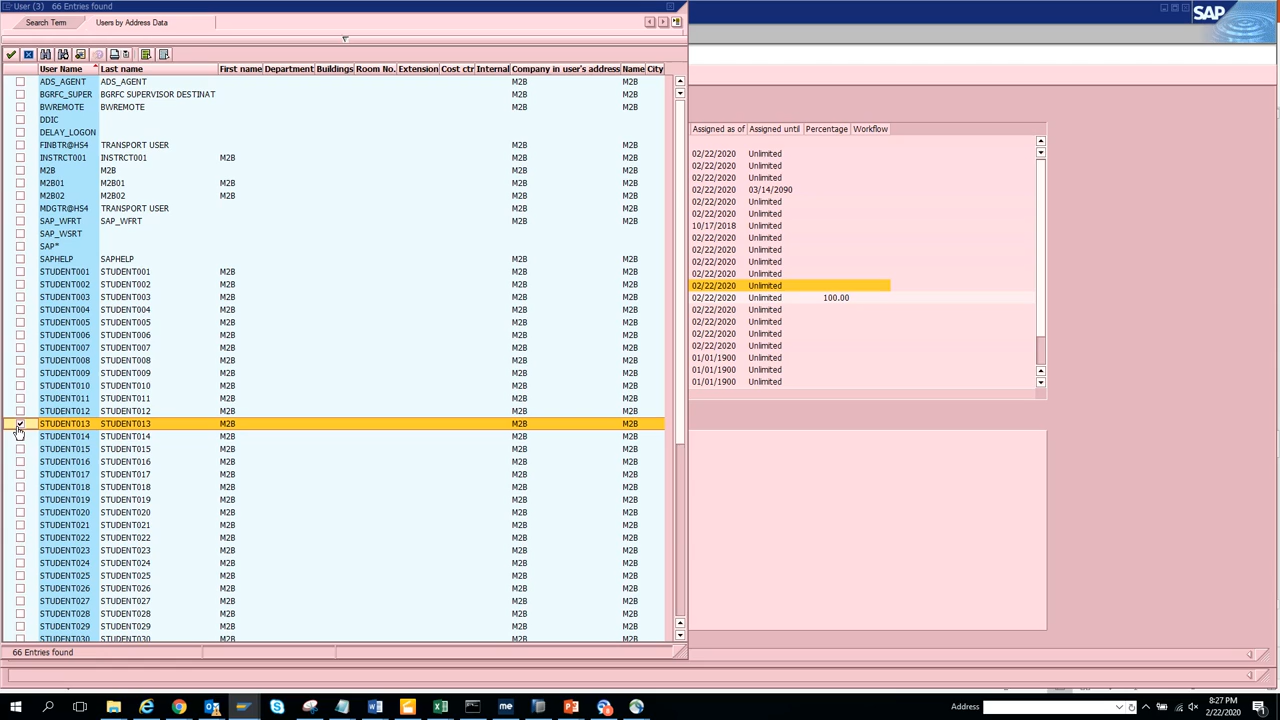 User (3) 66 Entries found
SAP
Search Term Users by Address Data
User Name Last name First name Department Buildings Room No. Extension Cost ctr Internal Company in user's address Name City
ADS_AGENT ADS_AGENT M2B M2B
BGRFC_SUPER BGRFC SUPERVISOR DESTINAT M2B M2B
BWREMOTE BWREMOTE M2B M2B
DDIC
DELAY_LOGON
FINBTR@HS4 TRANSPORT USER M2B M2B
INSTRCT001 INSTRCT001 M2B M2B M2B
M2B M2B M2B M2B
M2B01 M2B01 M2B M2B M2B
M2B02 M2B02 M2B M2B M2B
MDGTR@HS4 TRANSPORT USER M2B M2B
SAP_WFRT SAP_WFRT M2B M2B
SAP_WSRT
SAP*
SAPHELP SAPHELP M2B M2B
STUDENT001 STUDENT001 M2B M2B M2B
STUDENT002 STUDENT002 M2B M2B M2B
STUDENT003 STUDENT003 M2B M2B M2B
STUDENT004 STUDENT004 M2B M2B M2B
STUDENT005 STUDENT005 M2B M2B M2B
STUDENT006 STUDENT006 M2B M2B M2B
STUDENT007 STUDENT007 M2B M2B M2B
STUDENT008 STUDENT008 M2B M2B M2B
STUDENT009 STUDENT009 M2B M2B M2B
STUDENT010 STUDENT010 M2B M2B M2B
STUDENT011 STUDENT011 M2B M2B M2B
STUDENT012 STUDENT012 M2B M2B M2B
STUDENT013 STUDENT013 M2B M2B M2B
STUDENT014 STUDENT014 M2B M2B M2B
STUDENT015 STUDENT015 M2B M2B M2B
STUDENT016 STUDENT016 M2B M2B M2B
STUDENT017 STUDENT017 M2B M2B M2B
STUDENT018 STUDENT018 M2B M2B M2B
STUDENT019 STUDENT019 M2B M2B M2B
STUDENT020 STUDENT020 M2B M2B M2B
STUDENT021 STUDENT021 M2B M2B M2B
STUDENT022 STUDENT022 M2B M2B M2B
STUDENT023 STUDENT023 M2B M2B M2B
STUDENT024 STUDENT024 M2B M2B M2B
STUDENT025 STUDENT025 M2B M2B M2B
STUDENT026 STUDENT026 M2B M2B M2B
STUDENT027 STUDENT027 M2B M2B M2B
STUDENT028 STUDENT028 M2B M2B M2B
STUDENT029 STUDENT029 M2B M2B M2B
STUDENT030 STUDENT030 M2B M2B M2B
66 Entries found
Assigned as of Assigned until Percentage Workflow
02/22/2020 Unlimited
02/22/2020 Unlimited
02/22/2020 Unlimited
02/22/2020 03/14/2090
02/22/2020 Unlimited
02/22/2020 Unlimited
10/17/2018 Unlimited
02/22/2020 Unlimited
02/22/2020 Unlimited
02/22/2020 Unlimited
02/22/2020 Unlimited
02/22/2020 Unlimited
02/22/2020 Unlimited 100.00
02/22/2020 Unlimited
02/22/2020 Unlimited
02/22/2020 Unlimited
02/22/2020 Unlimited
01/01/1900 Unlimited
01/01/1900 Unlimited
01/01/1900 Unlimited
me
Address
8:27 PM
2/22/2020